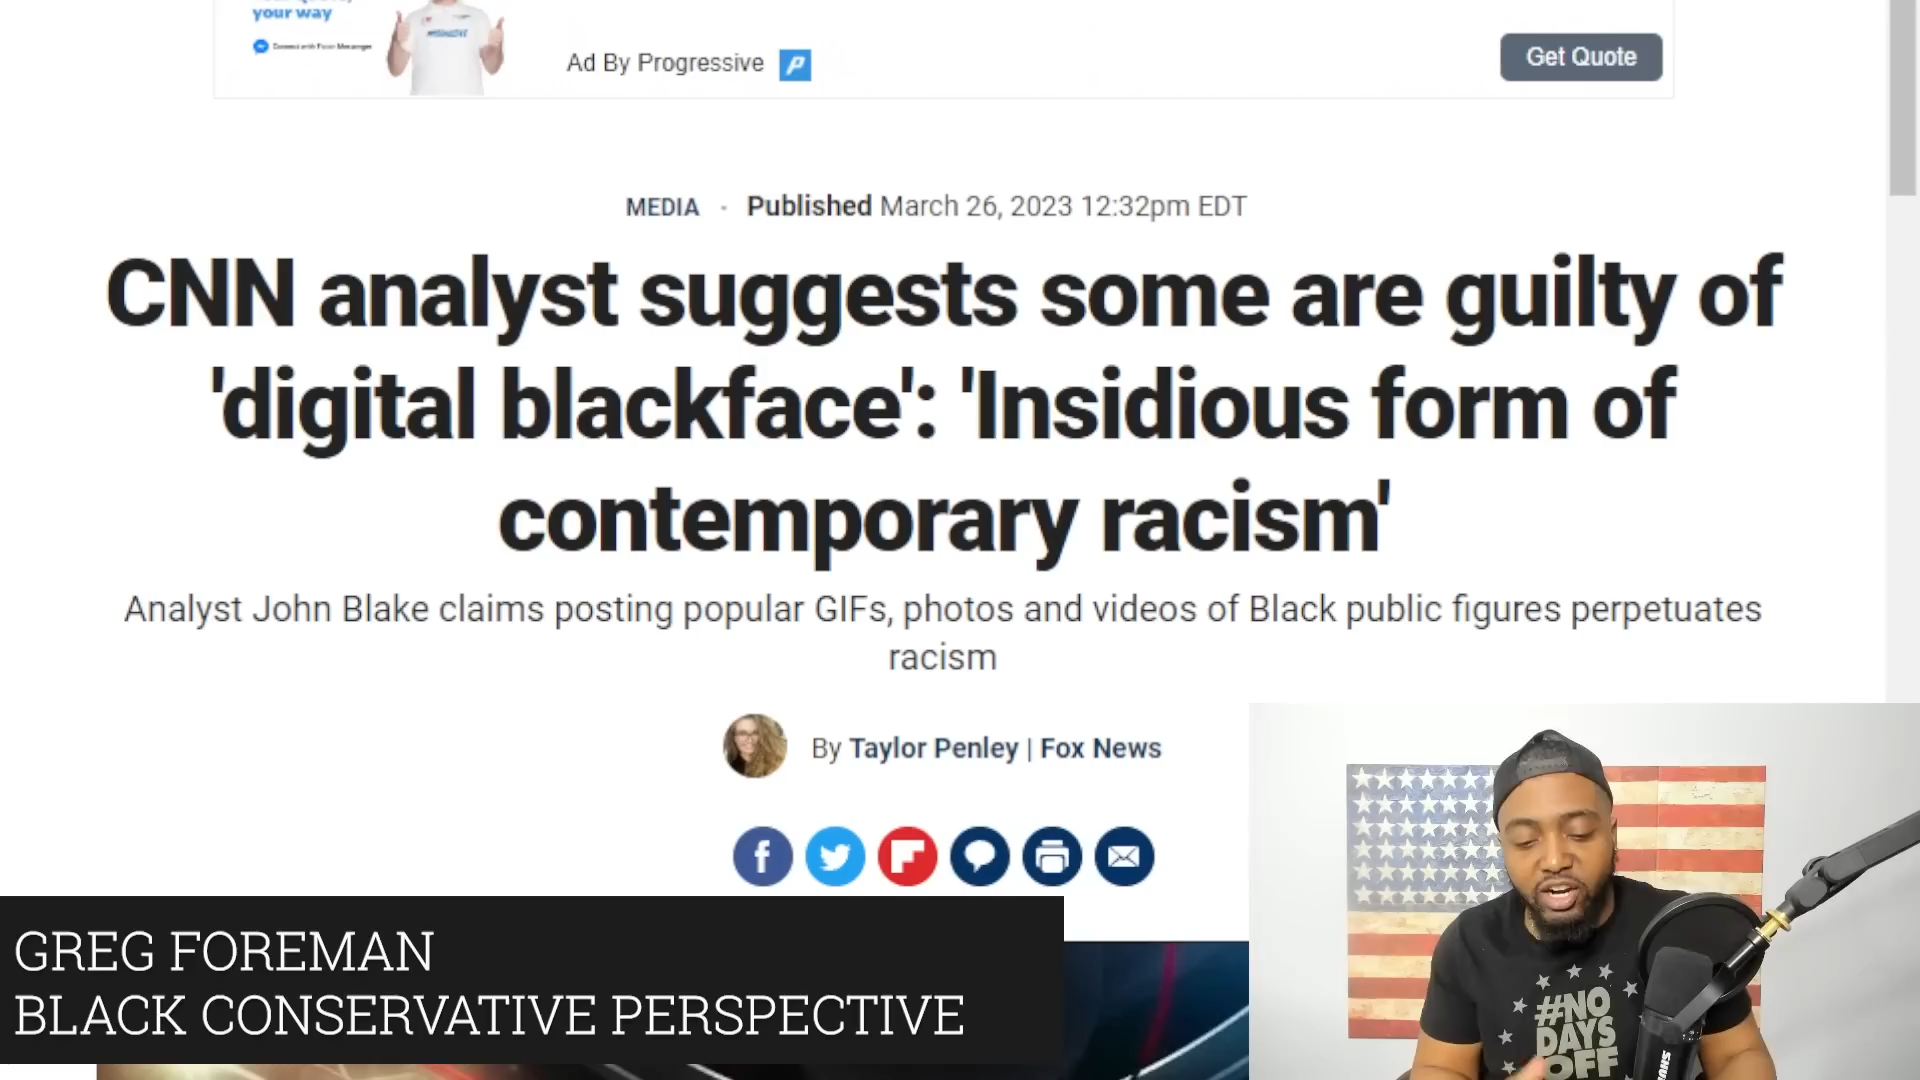 your way
Ad By Progressive
Get Quote
MEDIA · Published March 26, 2023 12:32pm EDT
CNN analyst suggests some are guilty of
'digital blackface': 'Insidious form of
contemporary racism'
Analyst John Blake claims posting popular GIFs, photos and videos of Black public figures perpetuates
racism
By Taylor Penley | Fox News
GREG FOREMAN
BLACK CONSERVATIVE PERSPECTIVE
#NO
DAYS
OFF